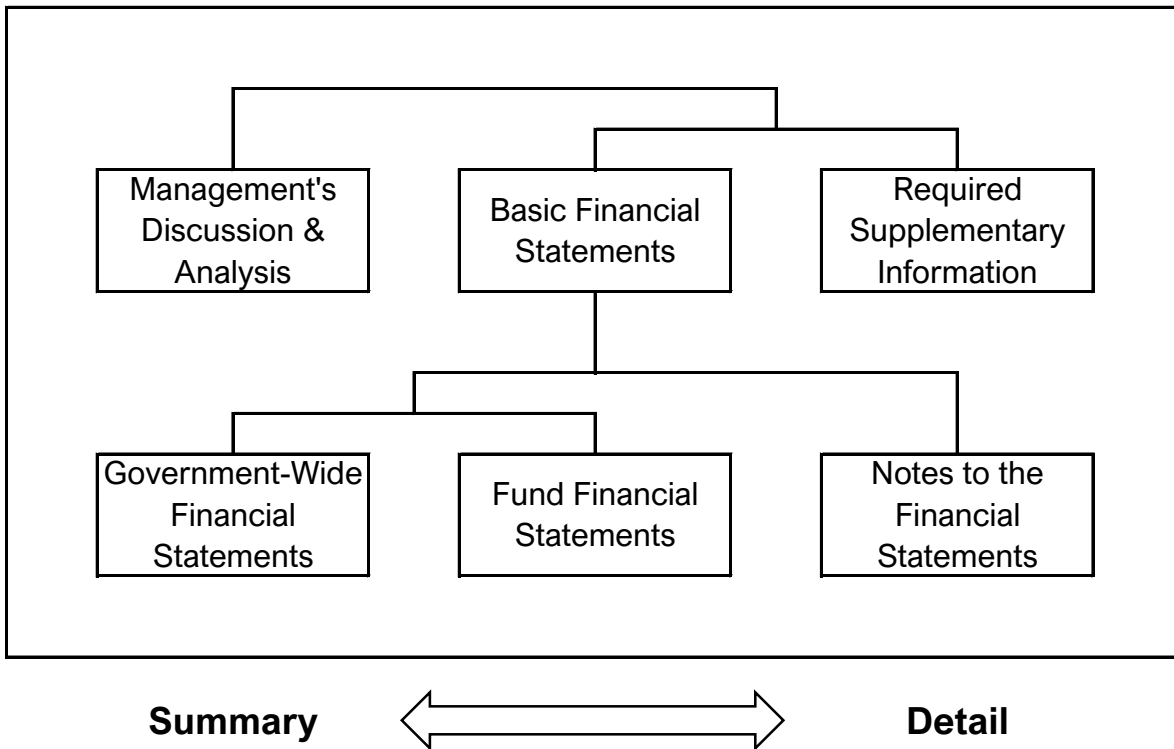 Management's
Discussion &
Analysis
Basic Financial
Statements
Required
Supplementary
Information
Government-Wide
Financial
Statements
Fund Financial
Statements
Notes to the
Financial
Statements
Summary
Detail